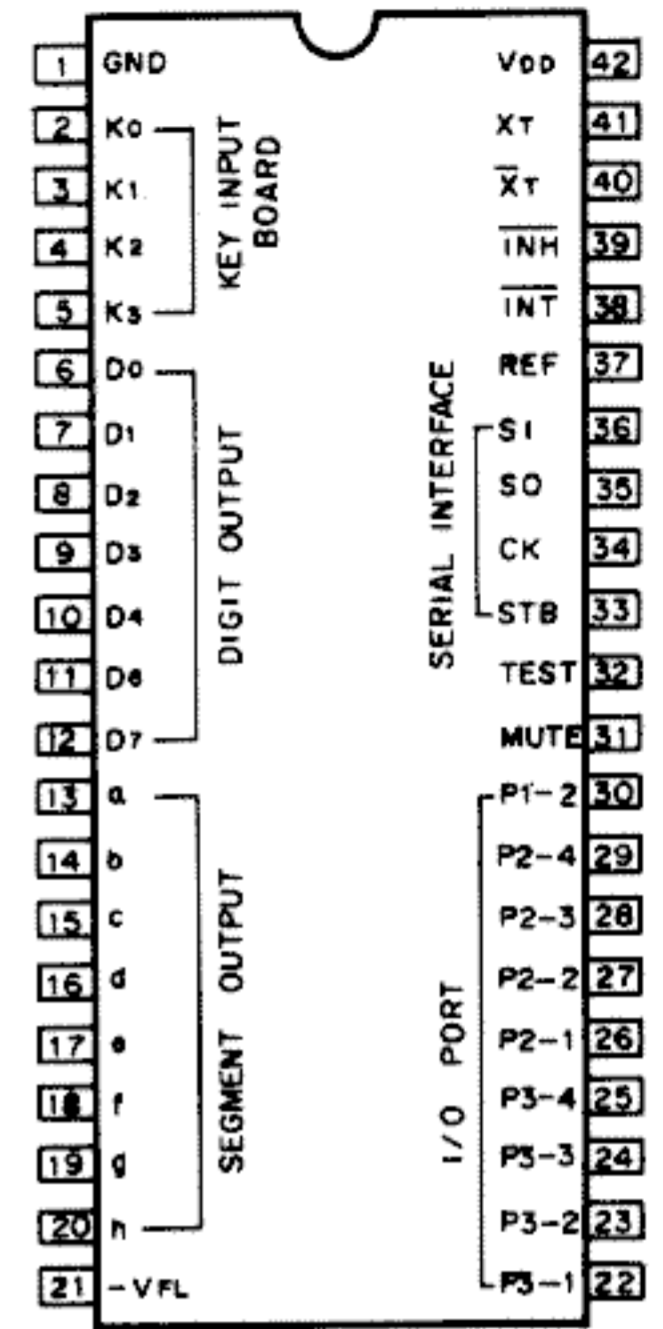 1 GND
2 K0
3 K1
4 K2
5 K3
KEY INPUT
BOARD
6 D0
7 D1
8 D2
9 D3
10 D4
11 D6
12 D7
DIGIT OUTPUT
13 a
14 b
15 c
16 d
17 e
18 f
19 g
20 h
SEGMENT OUTPUT
21 -VFL
VDD 42
XT 41
X̅T 40
I̅N̅H̅ 39
I̅N̅T̅ 38
REF 37
SI 36
SO 35
CK 34
STB 33
SERIAL INTERFACE
TEST 32
MUTE 31
P1-2 30
P2-4 29
P2-3 28
P2-2 27
P2-1 26
P3-4 25
P3-3 24
P3-2 23
P3-1 22
I/O PORT